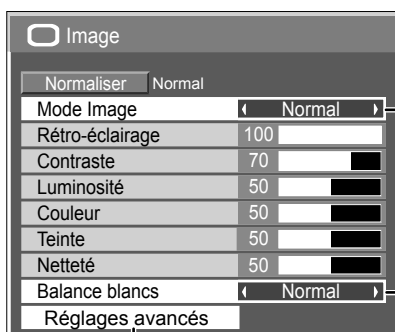 Image
Normaliser Normal
Mode Image Normal
Rétro-éclairage 100
Contraste 70
Luminosité 50
Couleur 50
Teinte 50
Netteté 50
Balance blancs Normal
Réglages avancés